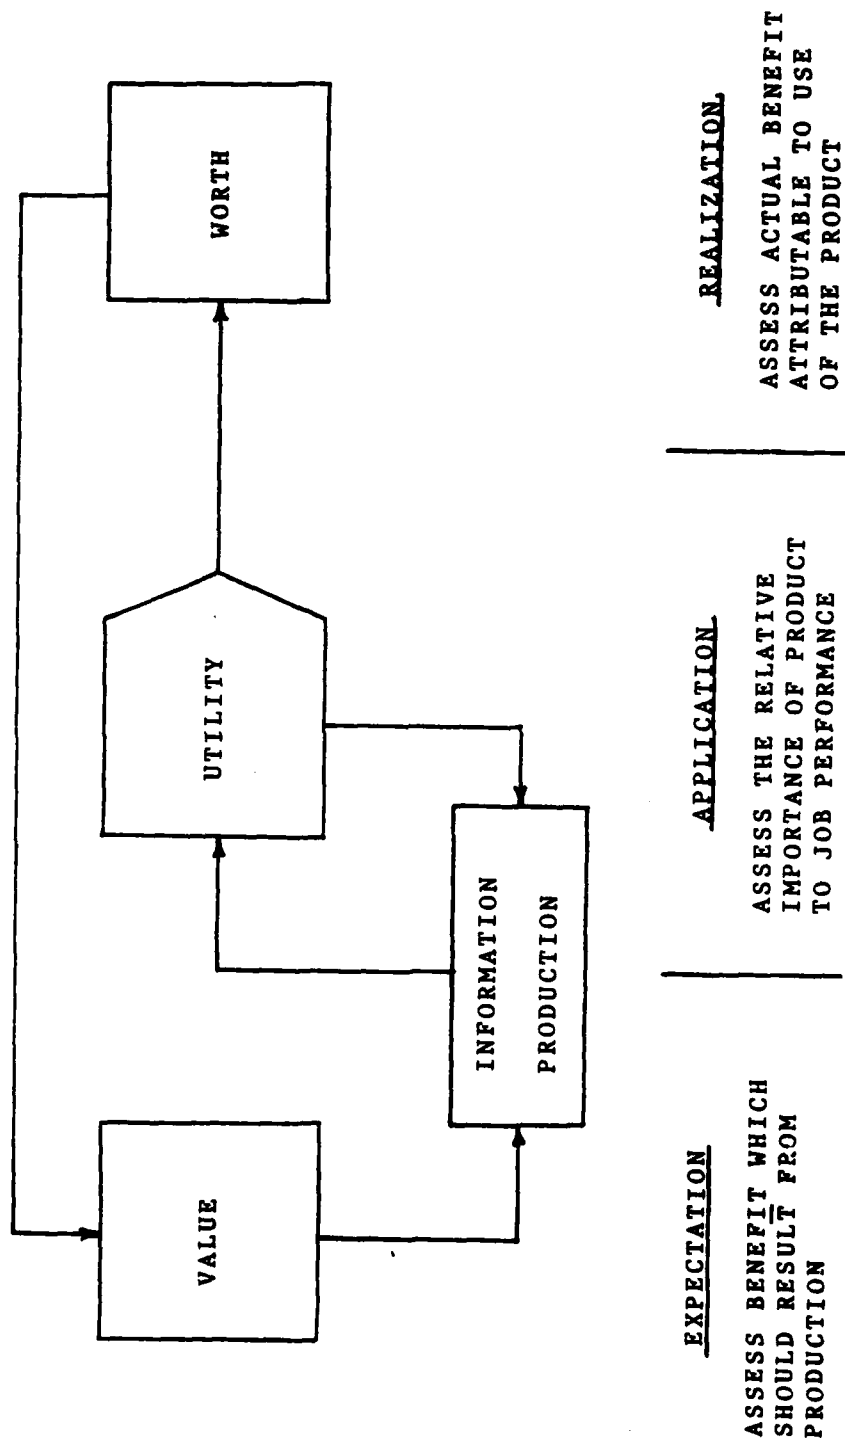 VALUE
UTILITY
WORTH
INFORMATION
PRODUCTION
EXPECTATION
ASSESS BENEFIT WHICH
SHOULD RESULT FROM
PRODUCTION
APPLICATION
ASSESS THE RELATIVE
IMPORTANCE OF PRODUCT
TO JOB PERFORMANCE
REALIZATION
ASSESS ACTUAL BENEFIT
ATTRIBUTABLE TO USE
OF THE PRODUCT